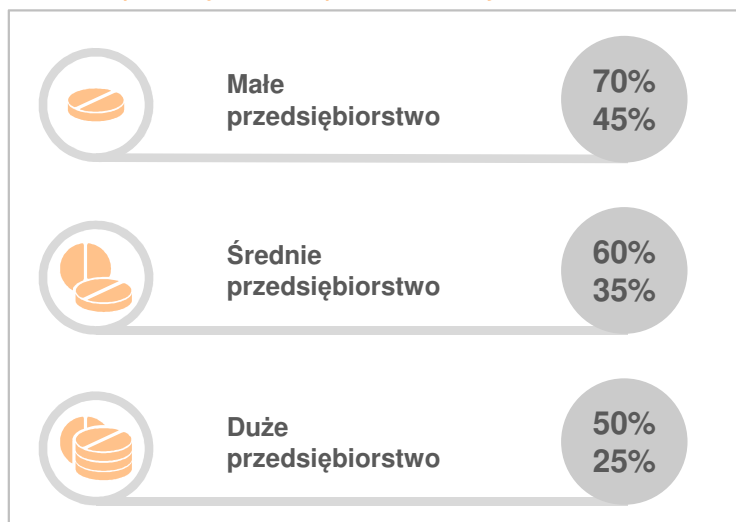 Małe
przedsiębiorstwo
70%
45%
Średnie
przedsiębiorstwo
60%
35%
Duże
przedsiębiorstwo
50%
25%